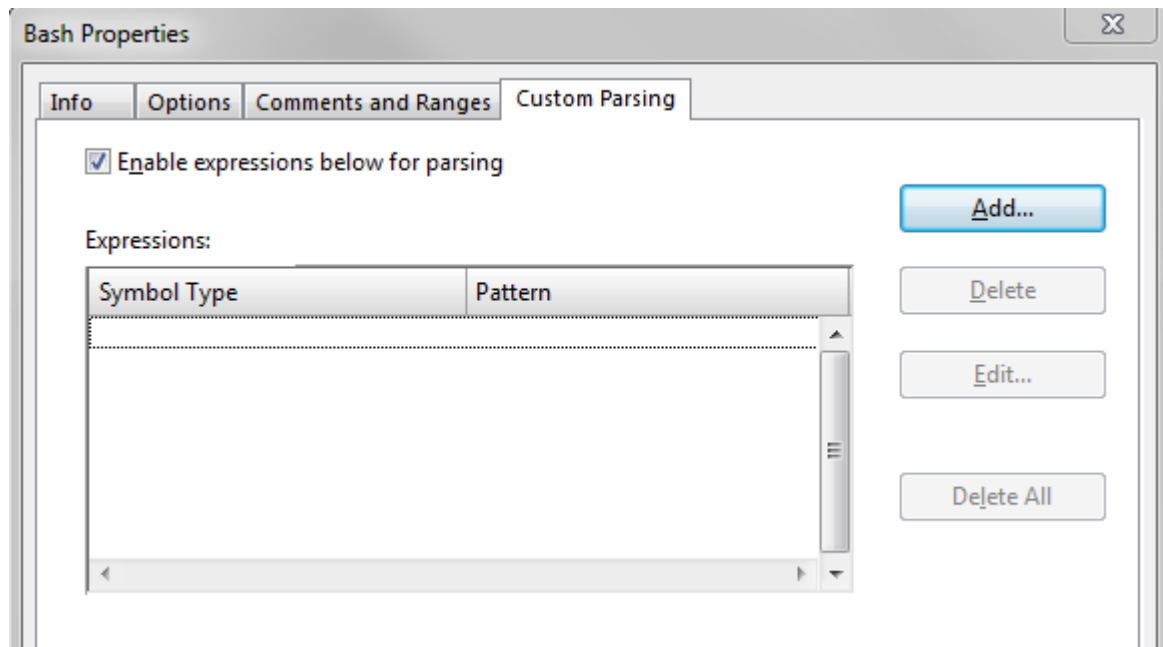 Bash Properties
Info Options Comments and Ranges Custom Parsing
Enable expressions below for parsing
Add...
Expressions:
Symbol Type Pattern
Delete
Edit...
Delete All